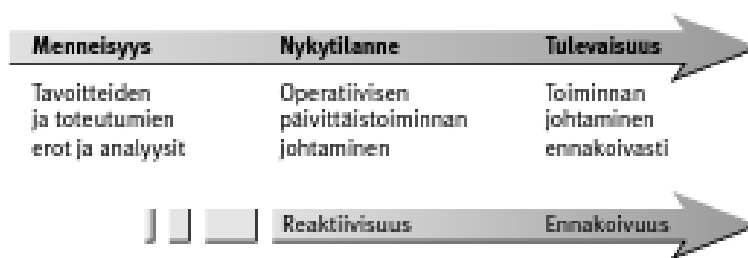 Menneisyys Nykytilanne Tulevaisuus
Tavoitteiden Operatiivisen Toiminnan
ja toteutumien päivittäistoiminnan johtaminen
erot ja analyysit johtaminen ennakoivasti
Reaktiivisuus Ennakoivuus